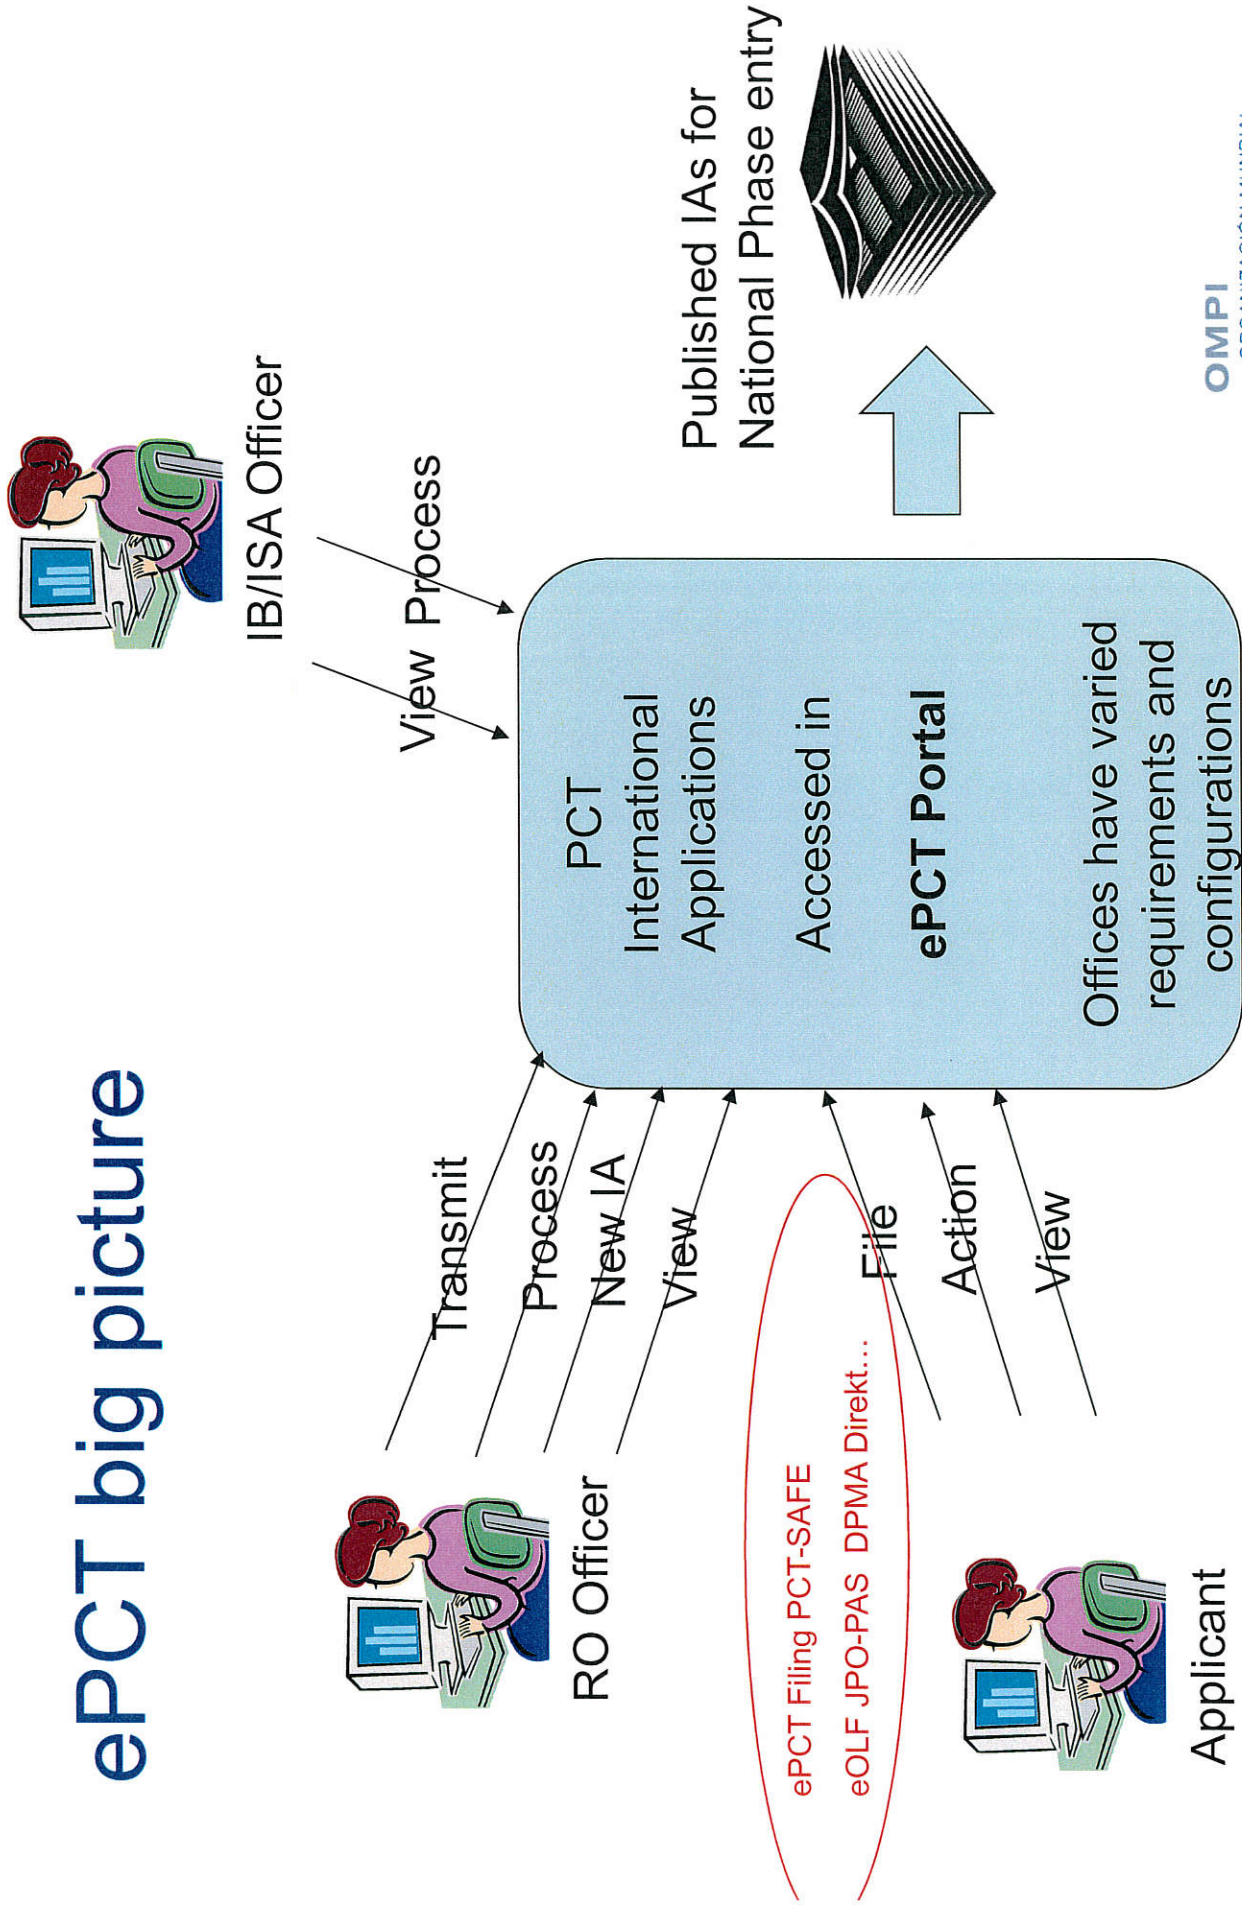 ePCT big picture
IB/ISA Officer
View Process
Transmit
Process
New IA
View
RO Officer
ePCT Filing PCT-SAFE
eOLF JPO-PAS DPMA Direkt...
File
Action
View
Applicant
PCT
International
Applications
Accessed in
ePCT Portal
Offices have varied
requirements and
configurations
Published IAs for
National Phase entry
OMPI
ORGANIZACIÓN MUNDIAL